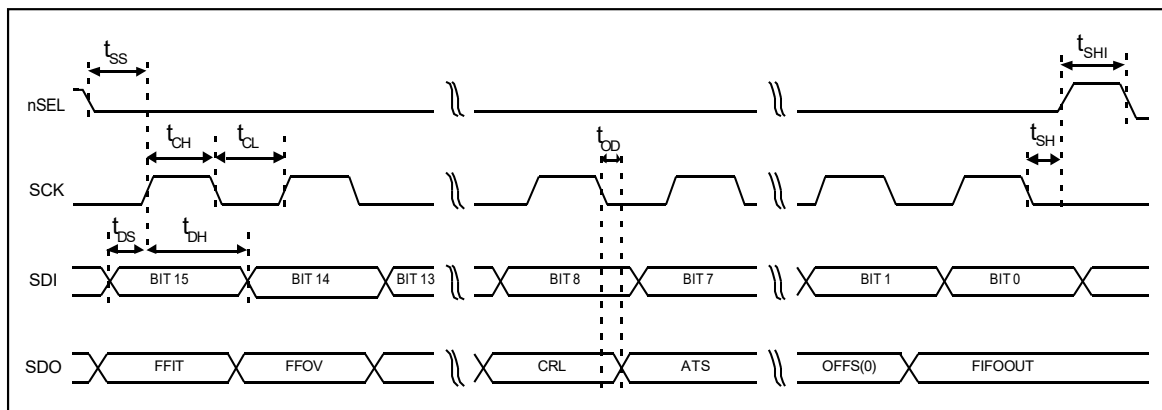 tSS
tSHI
nSEL
tCH
tCL
tOD
tSH
SCK
tDS
tDH
SDI
BIT 15
BIT 14
BIT 13
BIT 8
BIT 7
BIT 1
BIT 0
SDO
FFIT
FFOV
CRL
ATS
OFFS(0)
FIFOOUT